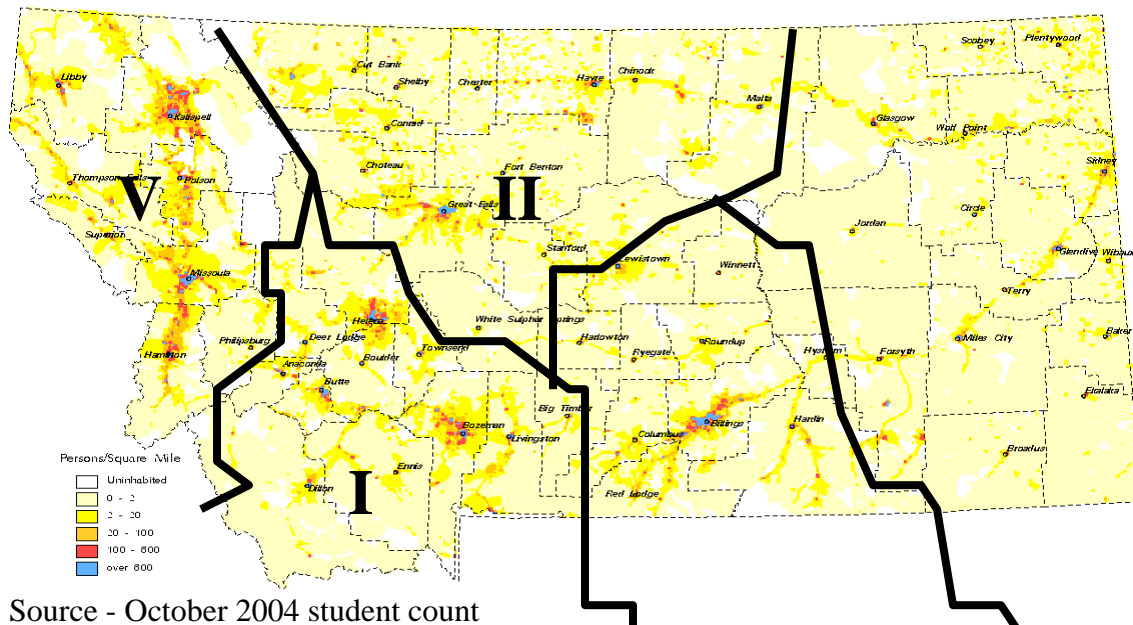 Scobey
Plentywood
Cut Bank
Libby
Shelby
Chester
Havre
Chinook
Malta
Kalispell
Glasgow
Conrad
Wolf Point
Choteau
Fort Benton
Sidney
Thompson Falls
Polson
V
II
Great Falls
Circle
Jordan
Superior
Stanford
Lewistown
Glendive
Wibaux
Missoula
Winnett
Terry
Helena
White Sulphur Springs
Philipsburg
Deer Lodge
Harlowton
Roundup
Miles City
Baker
Hamilton
Boulder
Townsend
Ryegate
Hysham
Forsyth
Anaconda
Butte
Ekalaka
Big Timber
Bozeman
Livingston
Columbus
Billings
Hardin
Broadus
Persons/Square Mile
Ennis
Uninhabited
Dillon
I
Red Lodge
0 - 2
2 - 20
20 - 100
100 - 800
over 800
Source - October 2004 student count